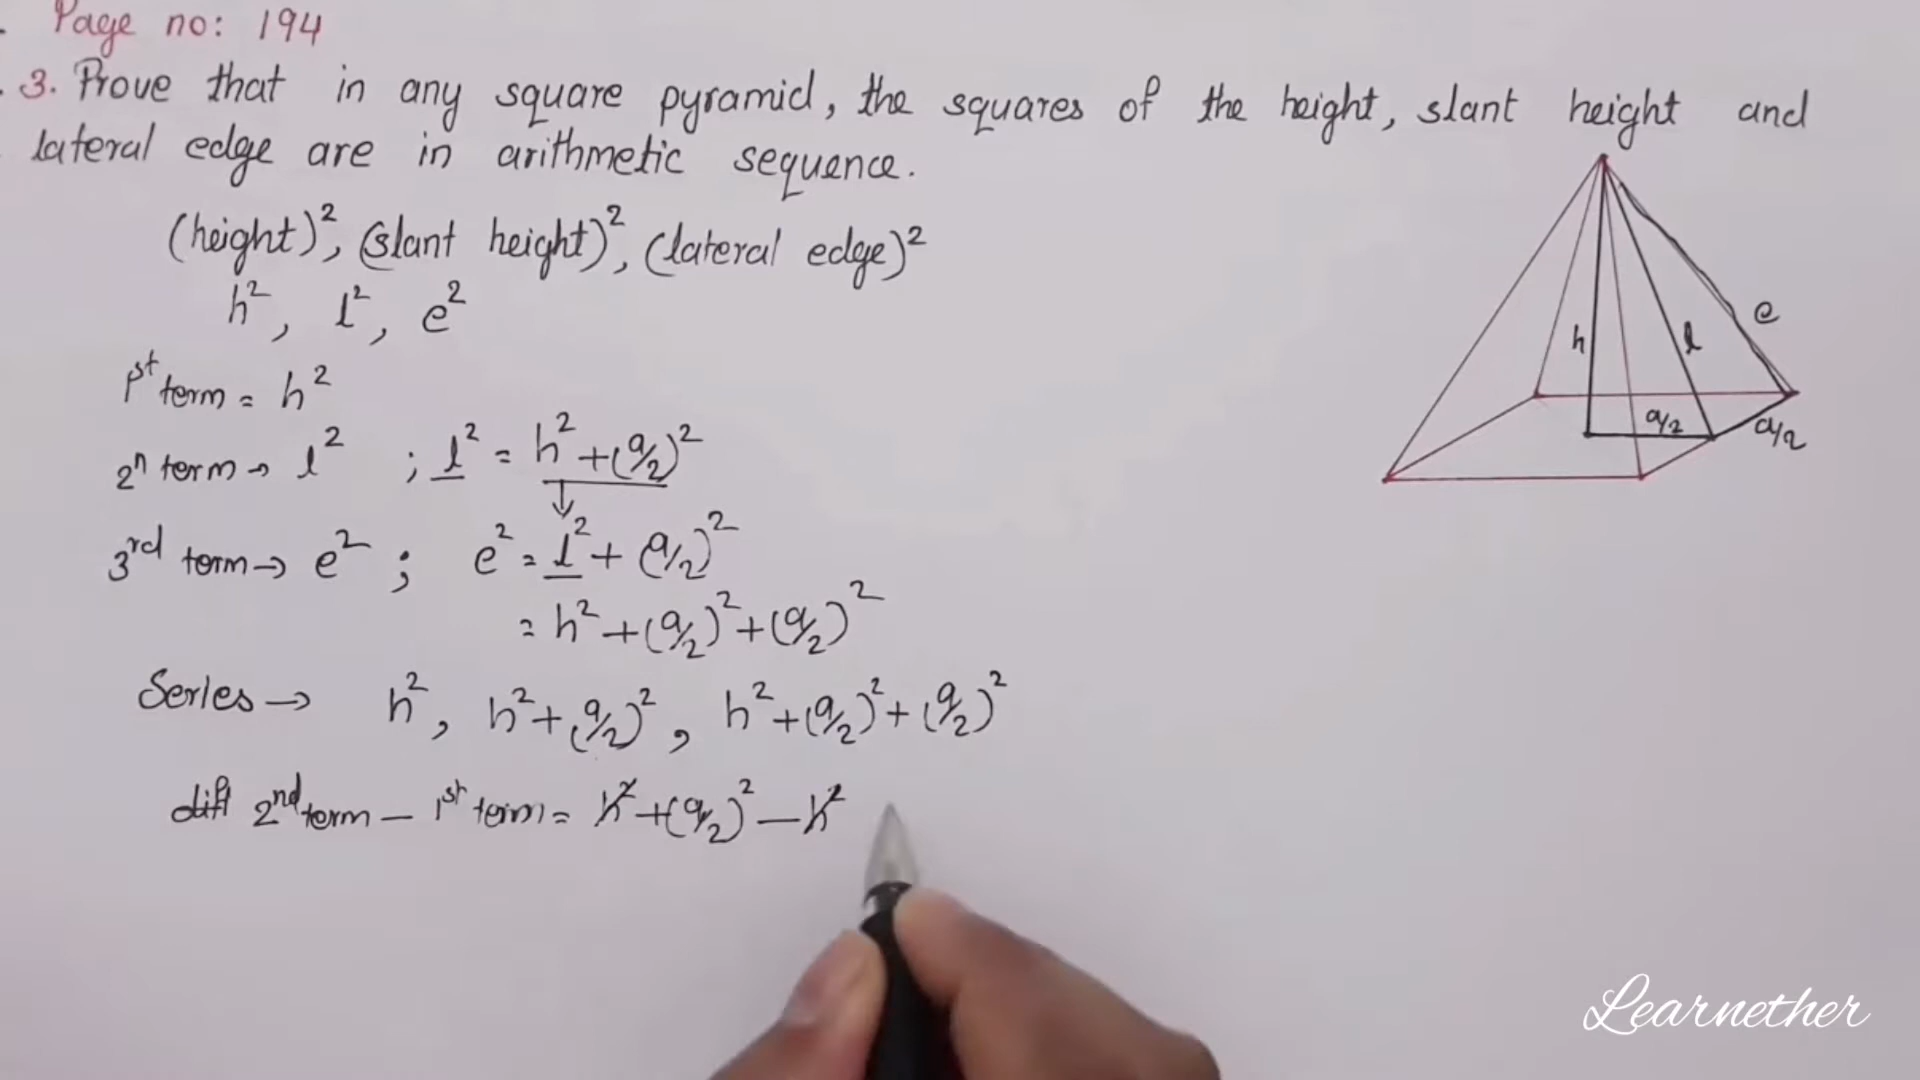 Page no: 194
3. Prove that in any square pyramid, the squares of the height, slant height and
lateral edge are in arithmetic sequence.
(height)², (slant height)², (lateral edge)²
h², l², e²
1st term = h²
2n term → l² ; l² = h² + (a/2)²
↓
3rd term → e² ; e² = l² + (a/2)²
= h² + (a/2)² + (a/2)²
Series → h², h² + (a/2)², h² + (a/2)² + (a/2)²
diff 2nd term – 1st term = h² + (a/2)² – h²
h
l
e
a/2
a/2
Learnether